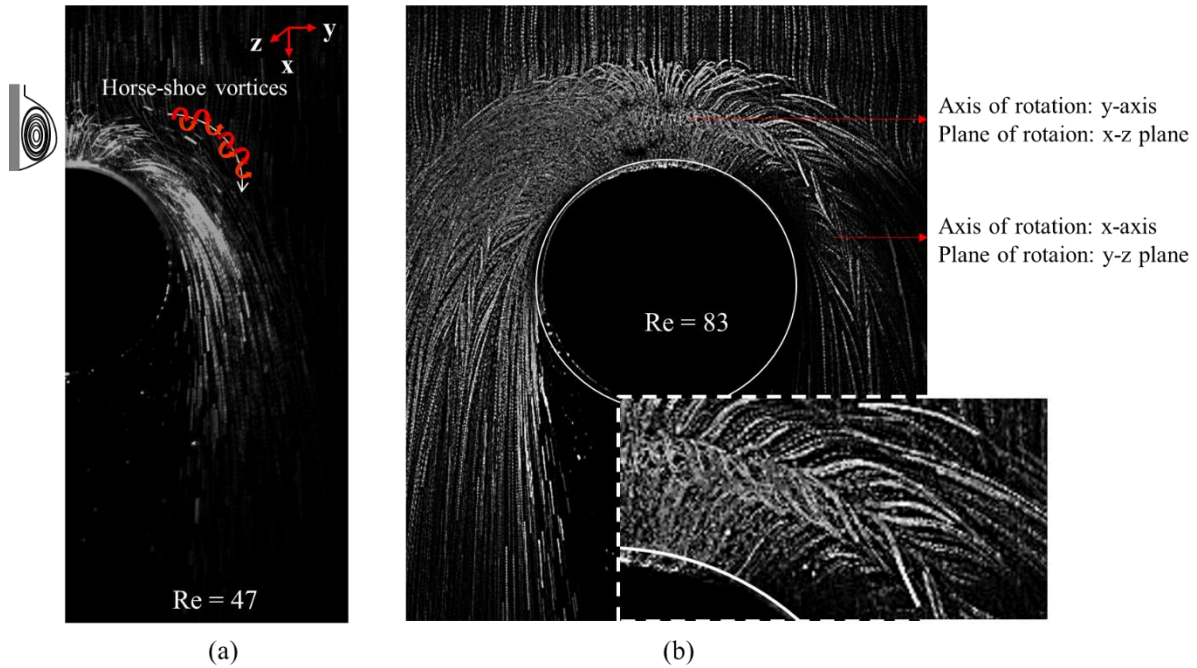 z
y
x
Horse-shoe vortices
Re = 47
(a)
Re = 83
Axis of rotation: y-axis
Plane of rotaion: x-z plane
Axis of rotation: x-axis
Plane of rotaion: y-z plane
(b)